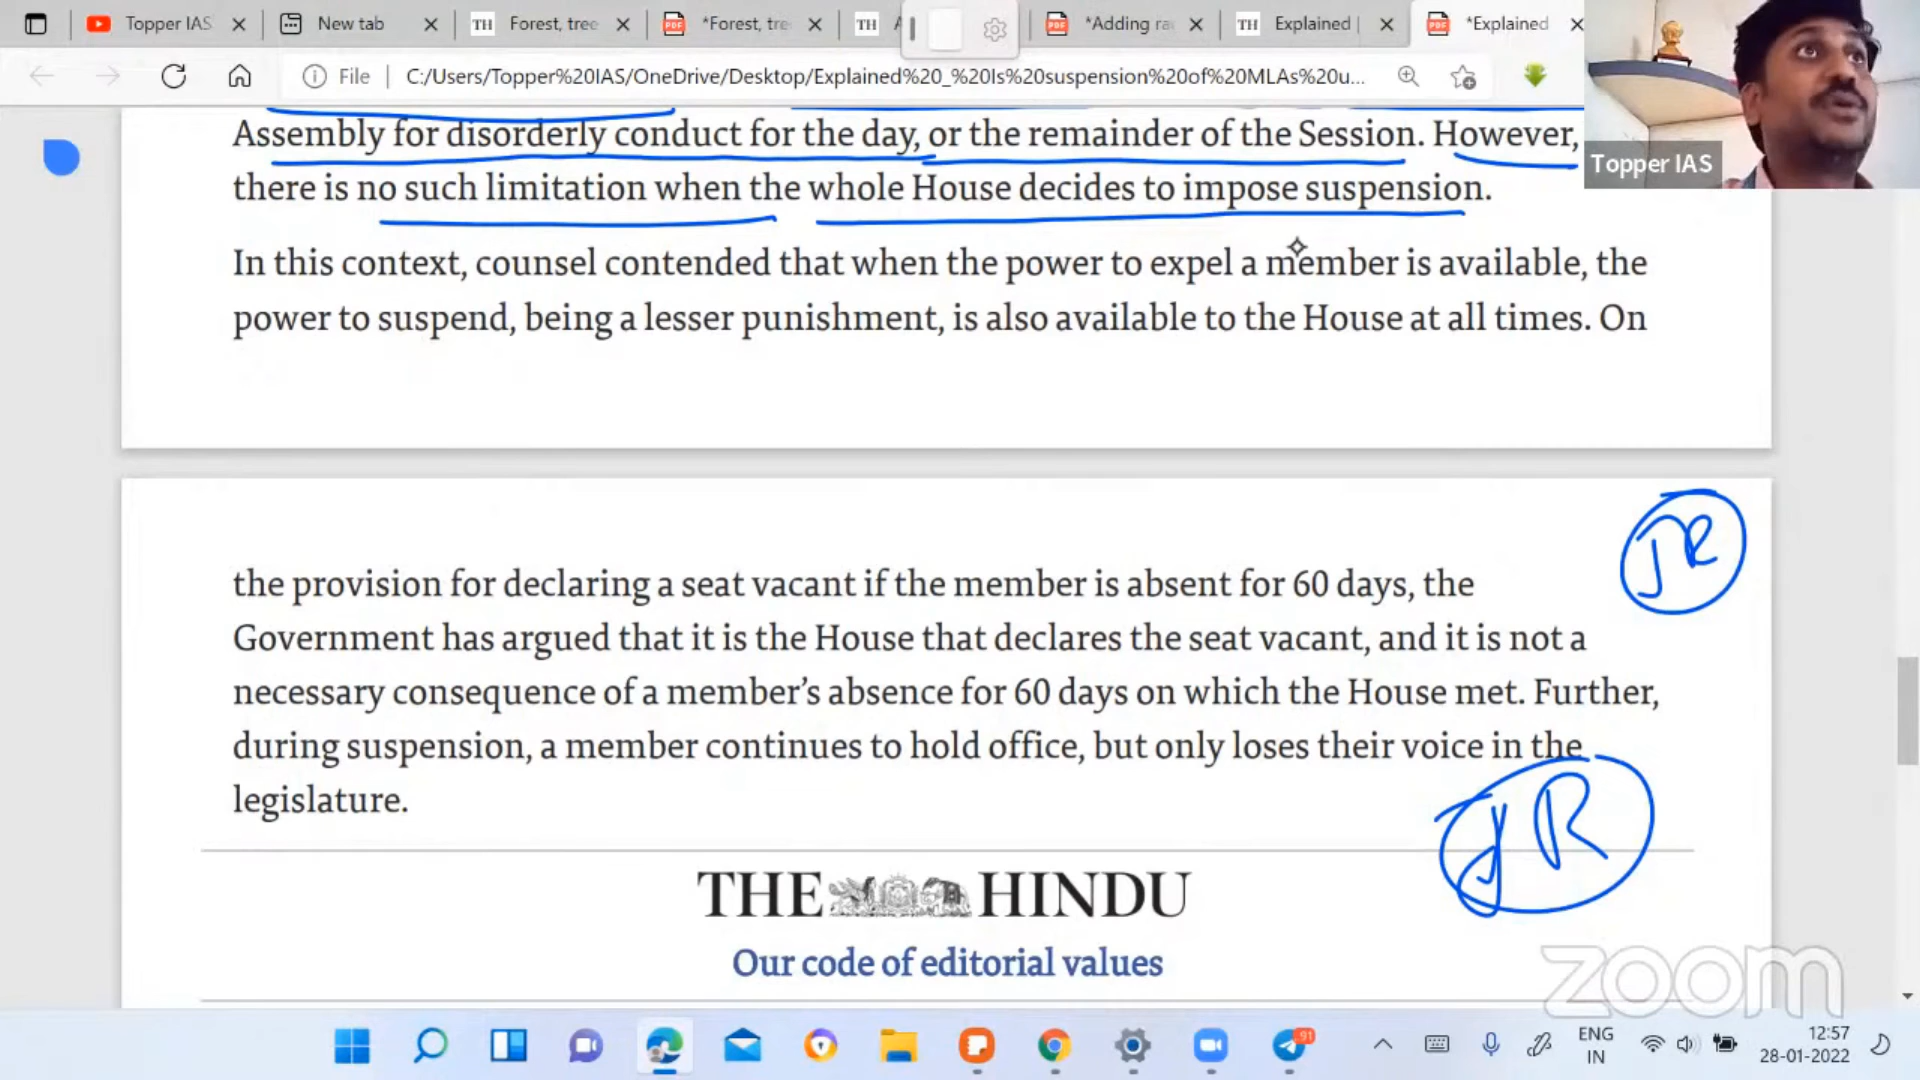 Topper IAS
New tab
Forest, tree
*Forest, tre
*Adding ra
Explained |
*Explained
File
C:/Users/Topper%20IAS/OneDrive/Desktop/Explained%20_%20Is%20suspension%20of%20MLAs%20u...
Topper IAS
Assembly for disorderly conduct for the day, or the remainder of the Session. However,
there is no such limitation when the whole House decides to impose suspension.
In this context, counsel contended that when the power to expel a member is available, the
power to suspend, being a lesser punishment, is also available to the House at all times. On
JR
the provision for declaring a seat vacant if the member is absent for 60 days, the
Government has argued that it is the House that declares the seat vacant, and it is not a
necessary consequence of a member’s absence for 60 days on which the House met. Further,
during suspension, a member continues to hold office, but only loses their voice in the
legislature.
JR
THE HINDU
Our code of editorial values
zoom
91
ENG
IN
12:57
28-01-2022